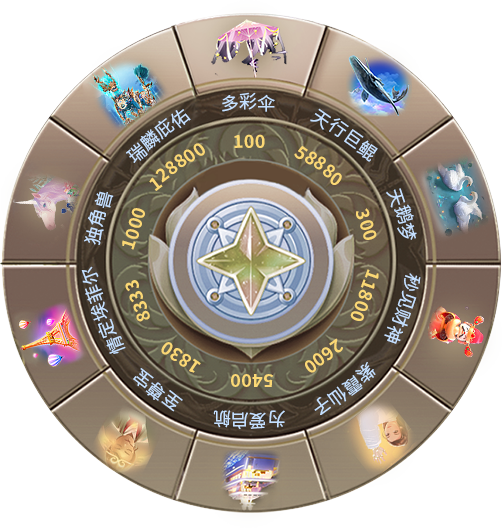 多彩伞
100
天行巨鲲
58880
天鹅梦
300
秒见财神
11800
紫霞仙子
2600
为爱启航
5400
至尊宝
1830
情定埃菲尔
8333
独角兽
1000
瑞麟庇佑
128800